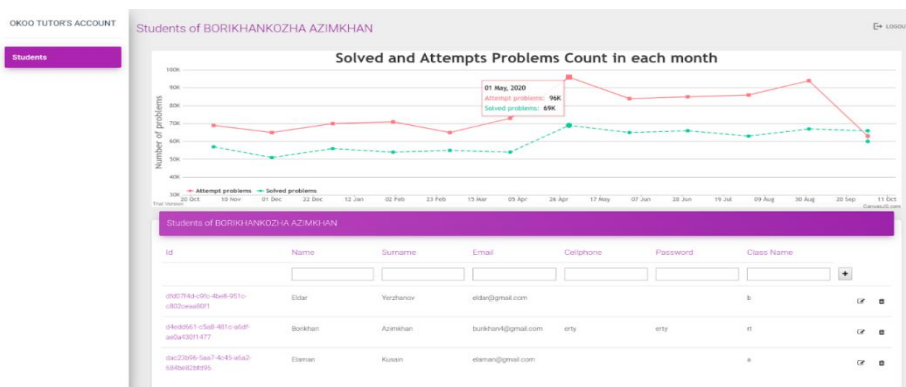 OKOO TUTOR'S ACCOUNT
Students of BORIKHANKOZHA AZIMKHAN
LOGOU
Students
Solved and Attempts Problems Count in each month
100K
90K
80K
70K
60K
50K
40K
30K
Number of problems
01 May, 2020
Attempt problems: 96K
Solved problems: 69K
Attempt problems Solved problems
20 Oct 10 Nov 01 Dec 22 Dec 12 Jan 02 Feb 23 Feb 15 Mar 05 Apr 26 Apr 17 May 07 Jun 28 Jun 19 Jul 09 Aug 30 Aug 20 Sep 11 Oct
Trial Version CanvasJS.com
Students of BORIKHANKOZHA AZIMKHAN
Id Name Surname Email Cellphone Password Class Name
+
Eldar Yerzhanov eldar@gmail.com b
Borikhan Azimkhan burikhan4@gmail.com erty erty rt
Elaman Kusain elaman@gmail.com a